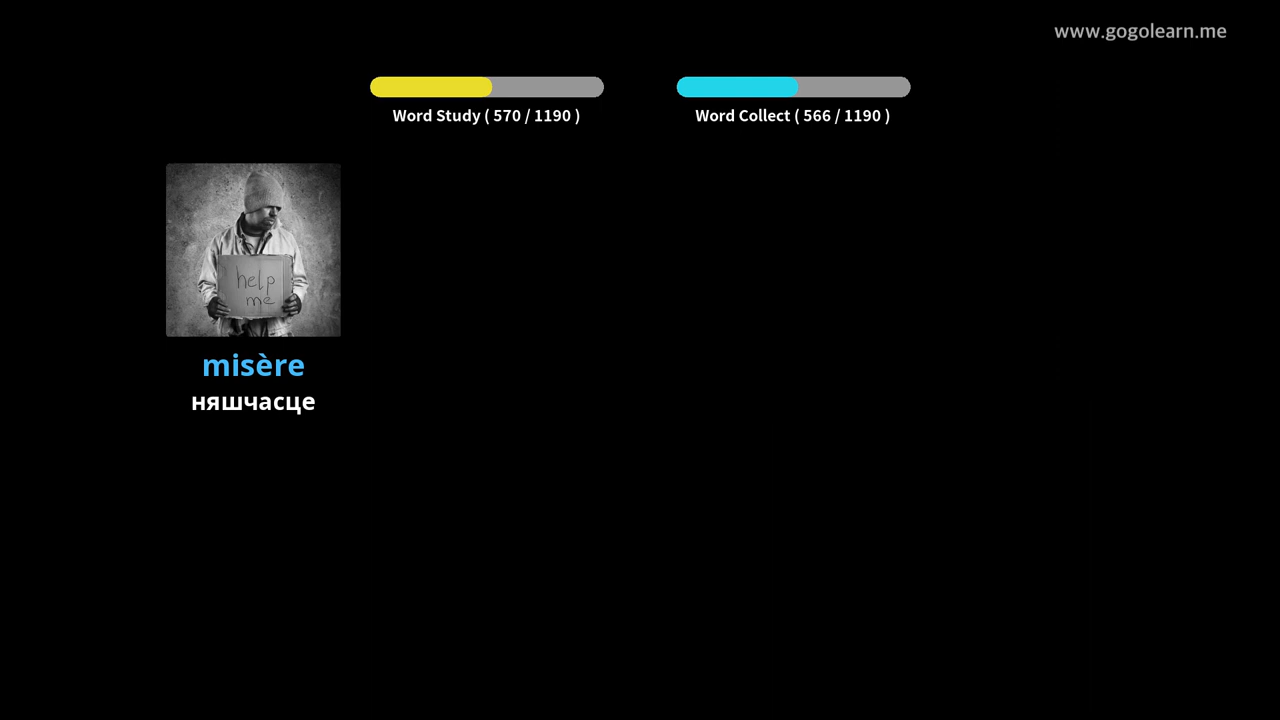 www.gogolearn.me
Word Study ( 570 / 1190 )
Word Collect ( 566 / 1190 )
help
me
misère
няшчасце